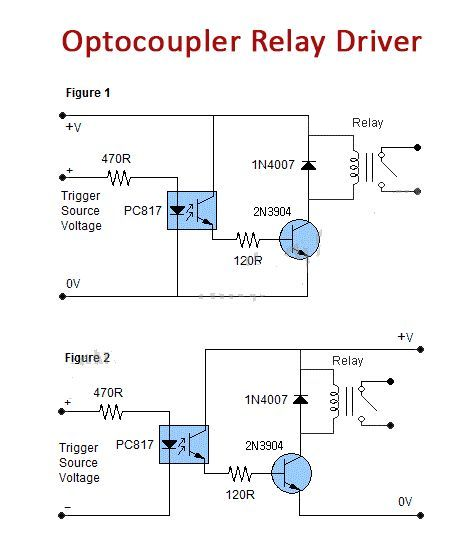 Optocoupler Relay Driver
Figure 1
+V
Relay
470R
+
1N4007
Trigger
Source
Voltage
PC817
2N3904
120R
0V
+V
Figure 2
Relay
470R
+
1N4007
Trigger
Source
Voltage
PC817
2N3904
120R
0V
–